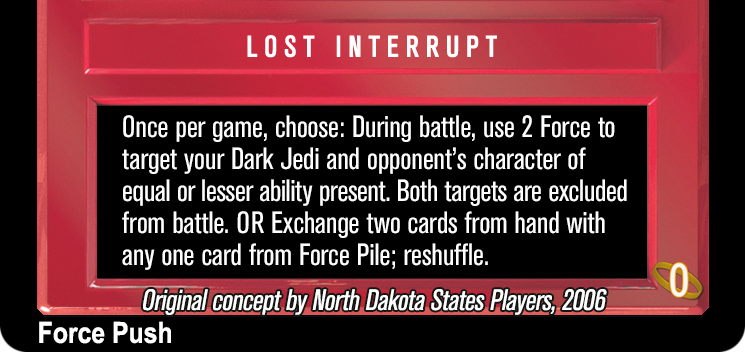 LOST INTERRUPT
Once per game, choose: During battle, use 2 Force to
target your Dark Jedi and opponent's character of
equal or lesser ability present. Both targets are excluded
from battle. OR Exchange two cards from hand with
any one card from Force Pile; reshuffle.
0
Original concept by North Dakota States Players, 2006
Force Push